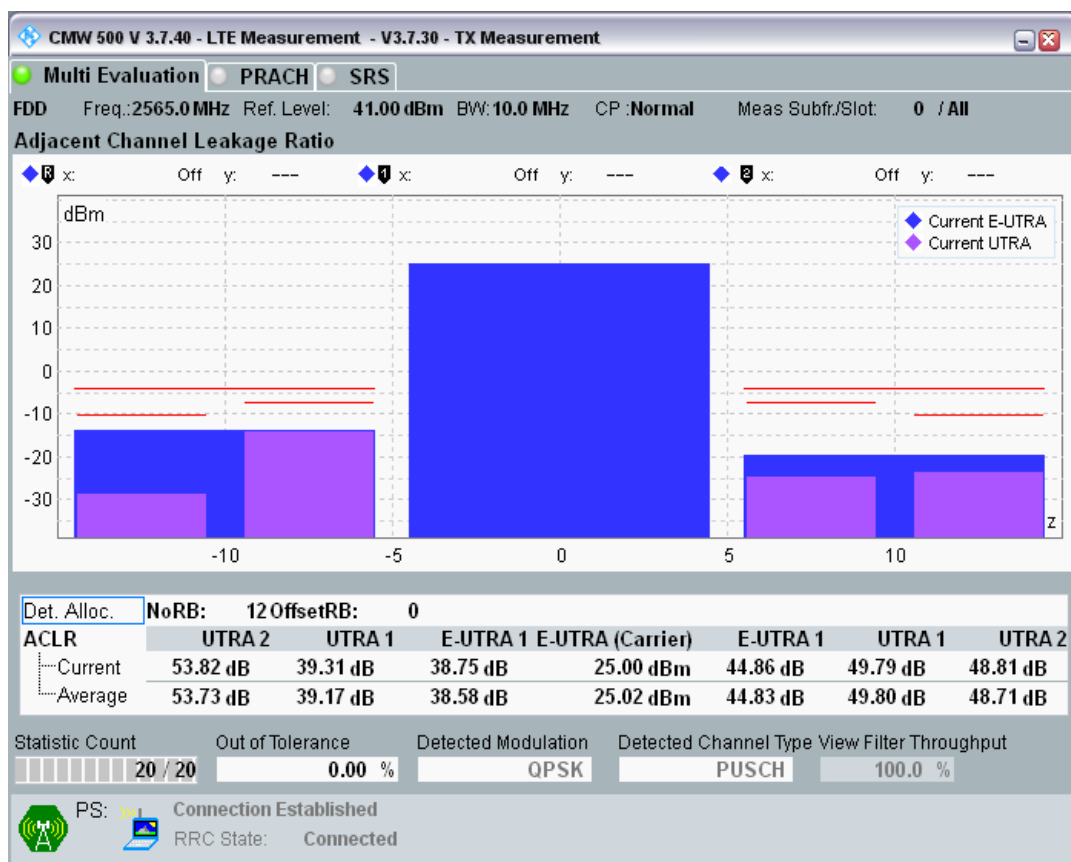 CMW 500 V 3.7.40 - LTE Measurement - V3.7.30 - TX Measurement
Multi Evaluation PRACH SRS
FDD Freq.:2565.0 MHz Ref. Level: 41.00 dBm BW:10.0 MHz CP :Normal Meas Subfr./Slot: 0 / All
Adjacent Channel Leakage Ratio
R x: Off y: --- 1 x: Off y: --- 2 x: Off y: ---
dBm
Current E-UTRA
Current UTRA
30
20
10
0
-10
-20
-30
z
-10 -5 0 5 10
Det. Alloc. NoRB: 12 OffsetRB: 0
ACLR UTRA 2 UTRA 1 E-UTRA 1 E-UTRA (Carrier) E-UTRA 1 UTRA 1 UTRA 2
Current 53.82 dB 39.31 dB 38.75 dB 25.00 dBm 44.86 dB 49.79 dB 48.81 dB
Average 53.73 dB 39.17 dB 38.58 dB 25.02 dBm 44.83 dB 49.80 dB 48.71 dB
Statistic Count Out of Tolerance Detected Modulation Detected Channel Type View Filter Throughput
20 / 20 0.00 % QPSK PUSCH 100.0 %
PS: Connection Established
RRC State: Connected